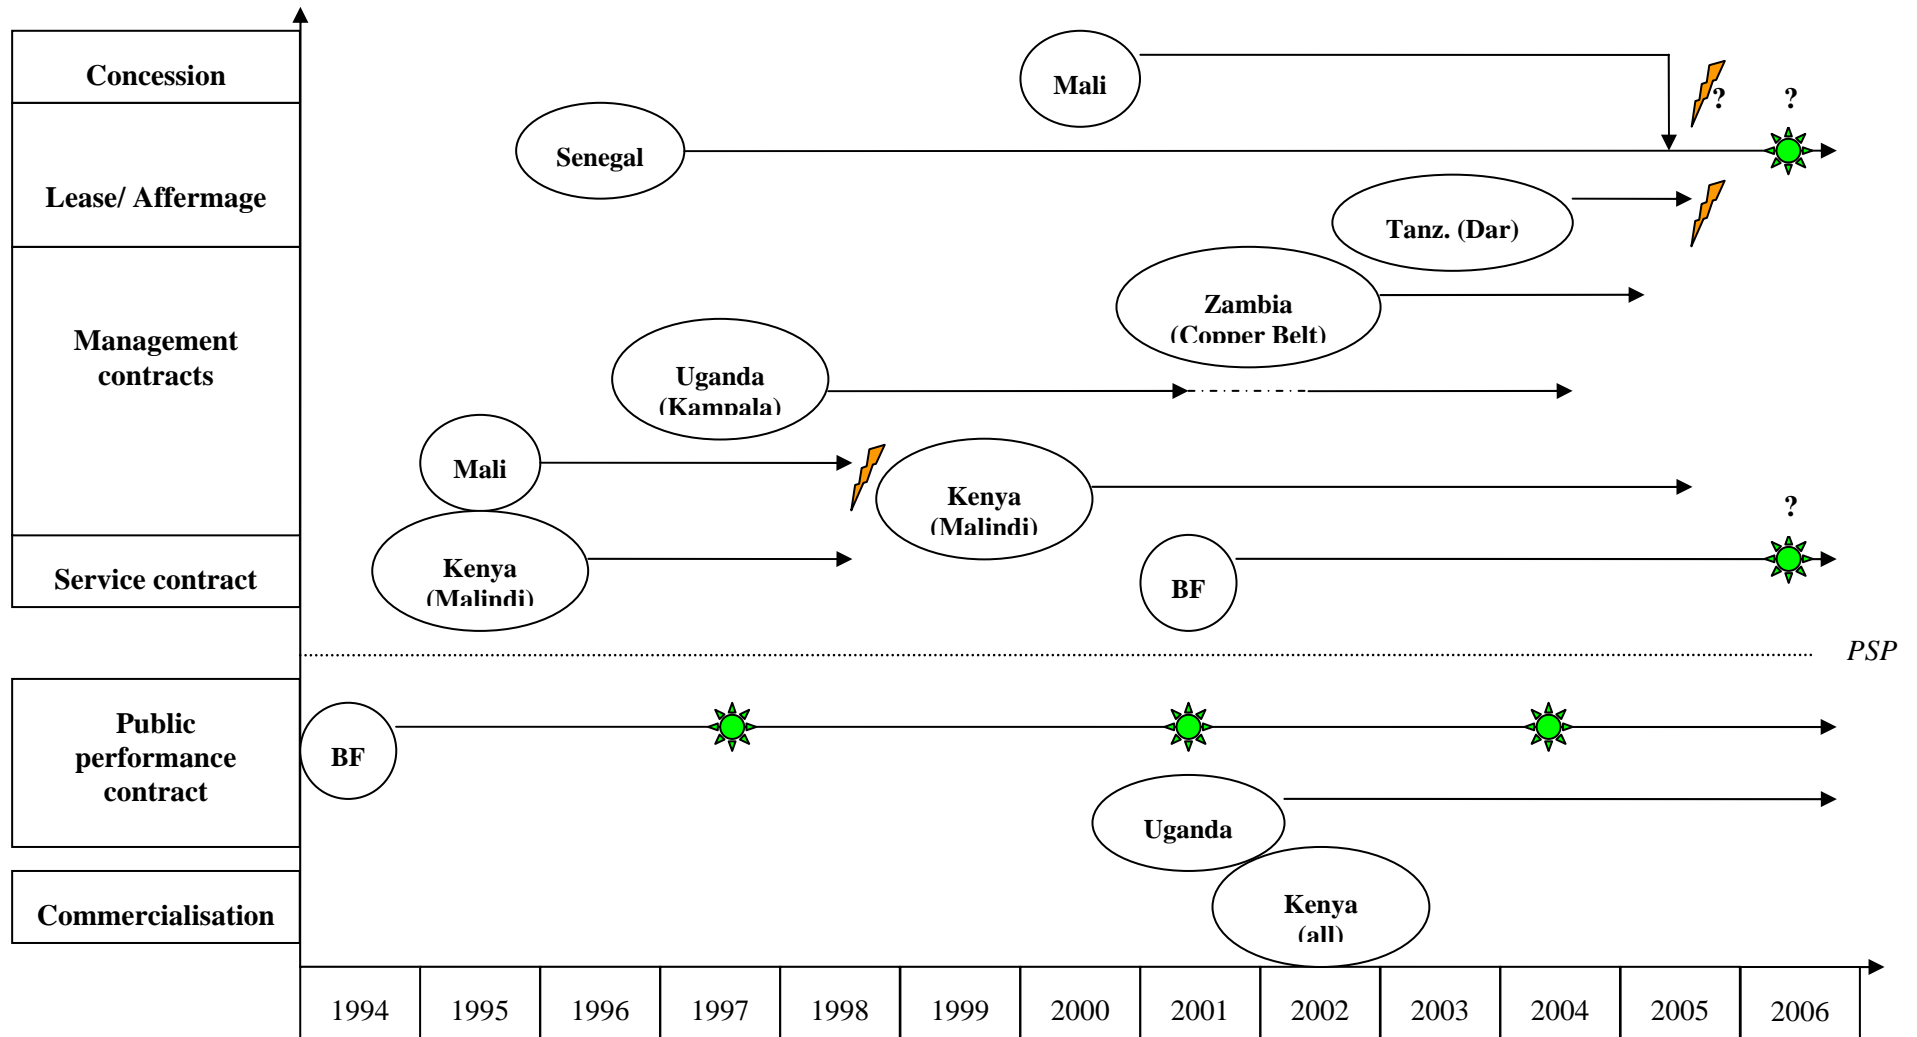 Concession
Mali
?
?
Senegal
Lease/ Affermage
Tanz. (Dar)
Zambia
(Copper Belt)
Management
contracts
Uganda
(Kampala)
Mali
Kenya
(Malindi)
?
Service contract
Kenya
(Malindi)
BF
PSP
Public
performance
contract
BF
Uganda
Commercialisation
Kenya
(all)
1994 1995 1996 1997 1998 1999 2000 2001 2002 2003 2004 2005 2006